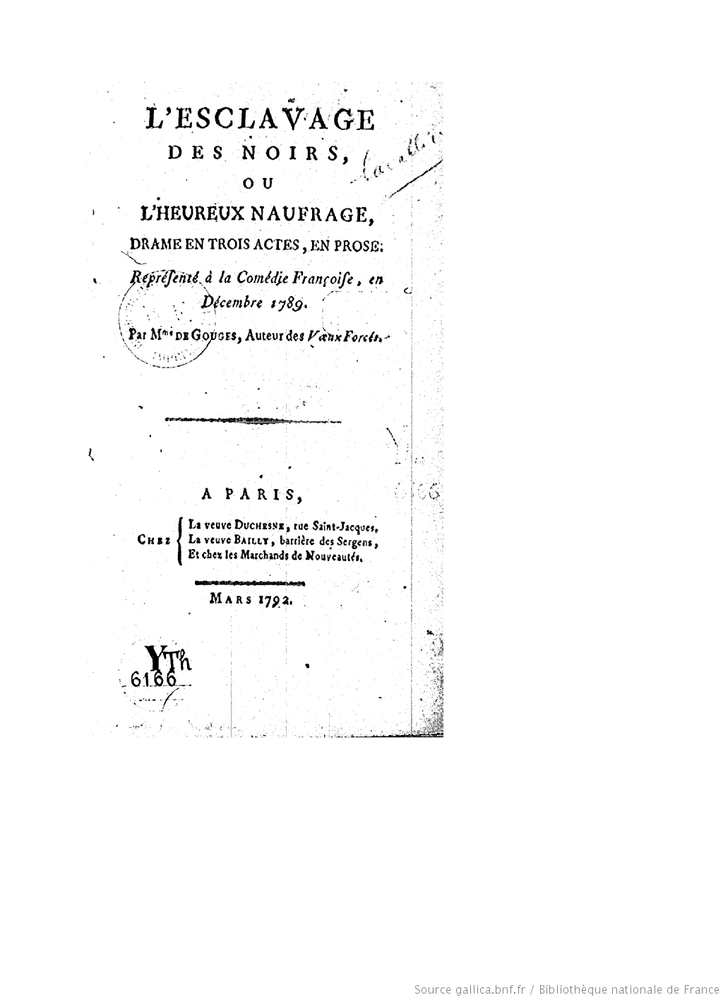 L'ESCLAVAGE
DES NOIRS,
OU
L'HEUREUX NAUFRAGE,
DRAME EN TROIS ACTES, EN PROSE:
Repréſenté à la Comédie Françoiſe, en
Décembre 1789.
Par Mme DE GOUGES, Auteur des Vœux Forcés.
A PARIS,
CHEZ { La veuve DUCHESNE, rue Saint-Jacques,
La veuve BAILLY, barrière des Sergens,
Et chez les Marchands de Nouveautés.
MARS 1792.
YTh
6166
Source gallica.bnf.fr / Bibliothèque nationale de France